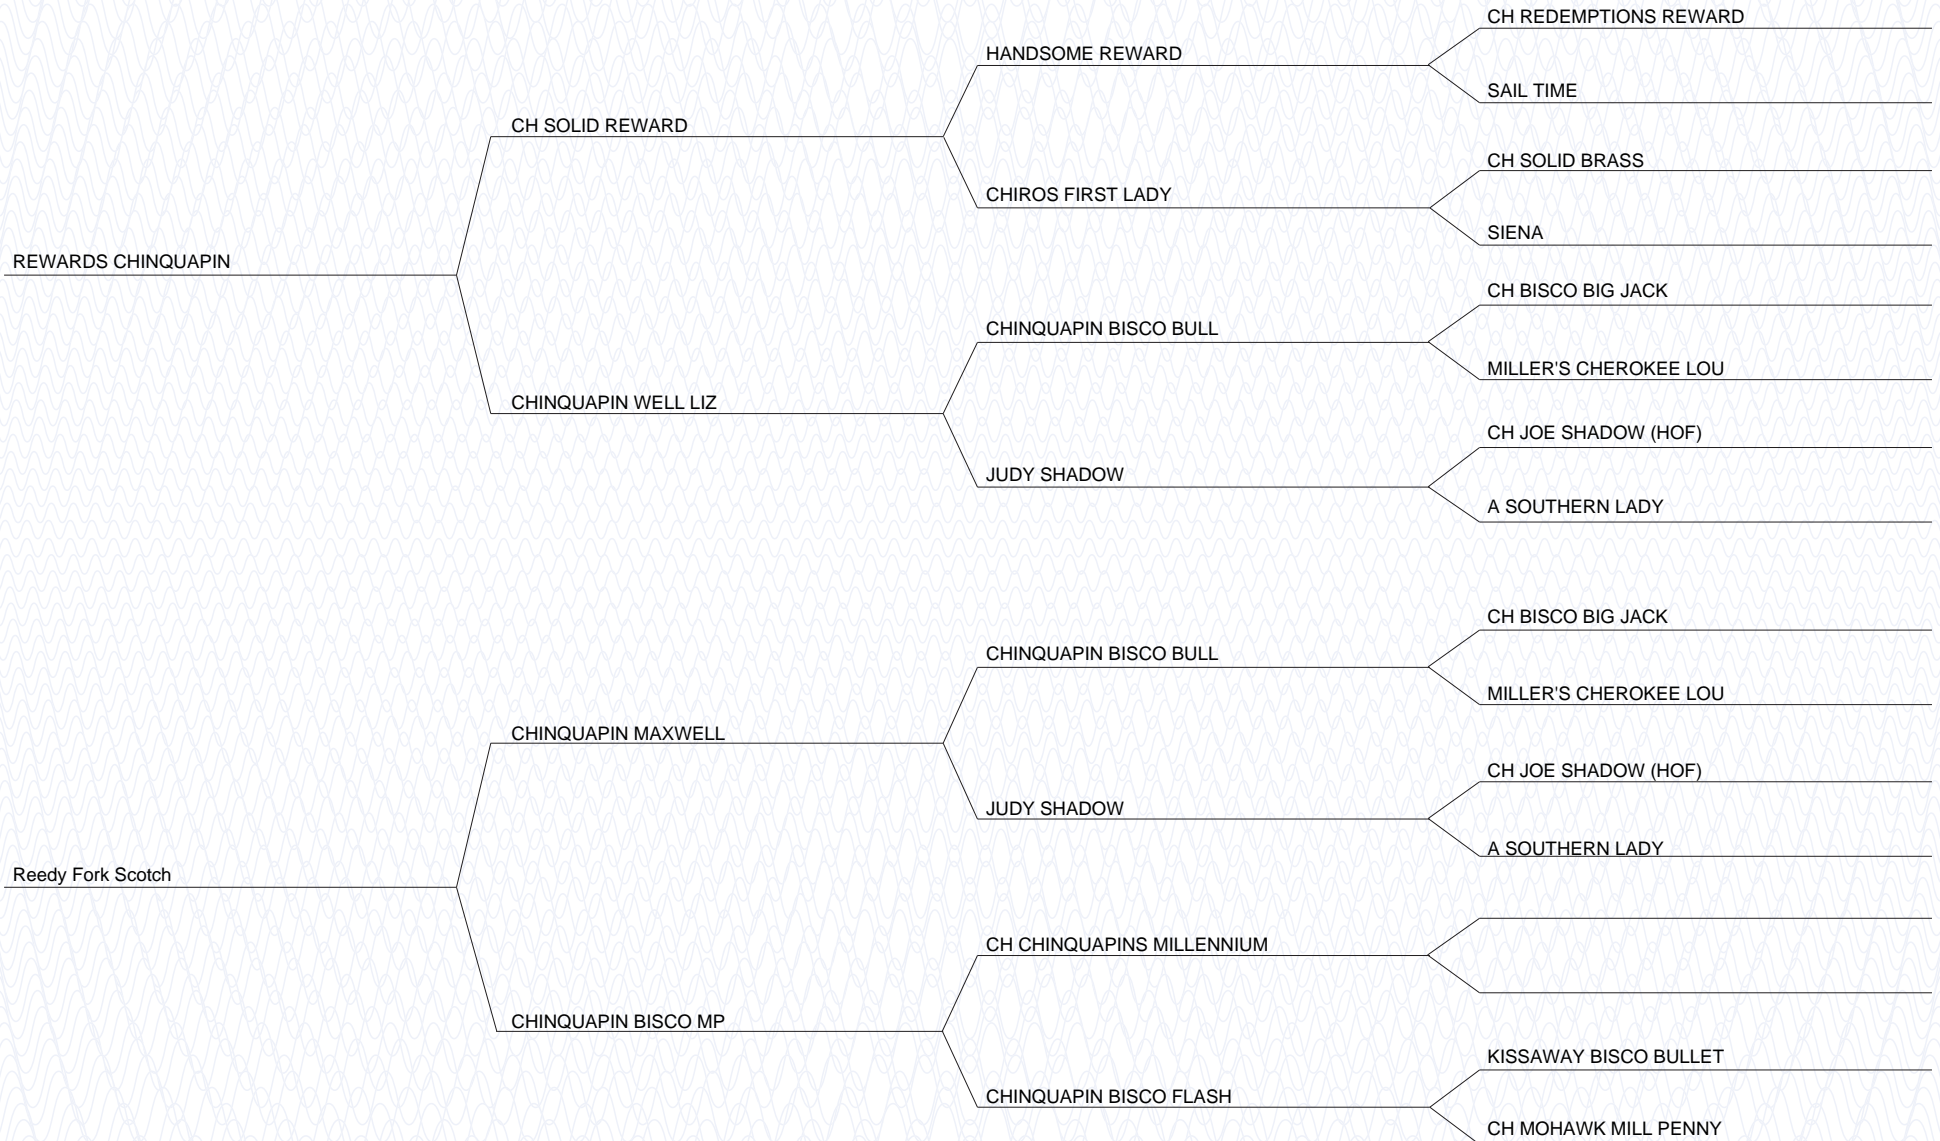 CH REDEMPTIONS REWARD
HANDSOME REWARD
SAIL TIME
CH SOLID REWARD
CH SOLID BRASS
CHIROS FIRST LADY
SIENA
REWARDS CHINQUAPIN
CH BISCO BIG JACK
CHINQUAPIN BISCO BULL
MILLER'S CHEROKEE LOU
CHINQUAPIN WELL LIZ
CH JOE SHADOW (HOF)
JUDY SHADOW
A SOUTHERN LADY
CH BISCO BIG JACK
CHINQUAPIN BISCO BULL
MILLER'S CHEROKEE LOU
CHINQUAPIN MAXWELL
CH JOE SHADOW (HOF)
JUDY SHADOW
A SOUTHERN LADY
Reedy Fork Scotch
CH CHINQUAPINS MILLENNIUM
CHINQUAPIN BISCO MP
KISSAWAY BISCO BULLET
CHINQUAPIN BISCO FLASH
CH MOHAWK MILL PENNY